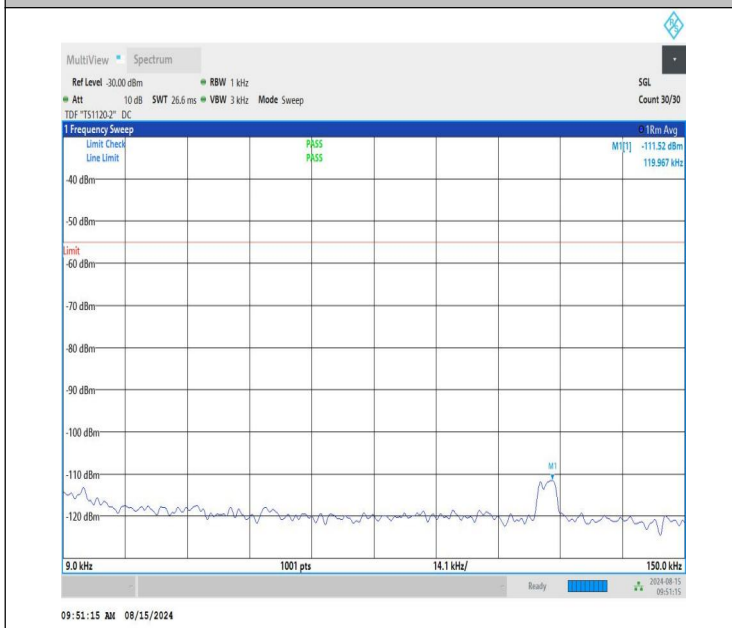 MultiView Spectrum
Ref Level -30.00 dBm RBW 1 kHz SGL
Att 10 dB SWT 26.6 ms VBW 3 kHz Mode Sweep Count 30/30
TDF "TS1120-2" DC
1 Frequency Sweep 1Rm Avg
Limit Check PASS M1[1] -111.52 dBm
Line Limit PASS 119.967 kHz
-40 dBm
-50 dBm
Limit
-60 dBm
-70 dBm
-80 dBm
-90 dBm
-100 dBm
M1
-110 dBm
-120 dBm
9.0 kHz 1001 pts 14.1 kHz/ 150.0 kHz
Ready 2024-08-15
09:51:15
09:51:15 AM 08/15/2024